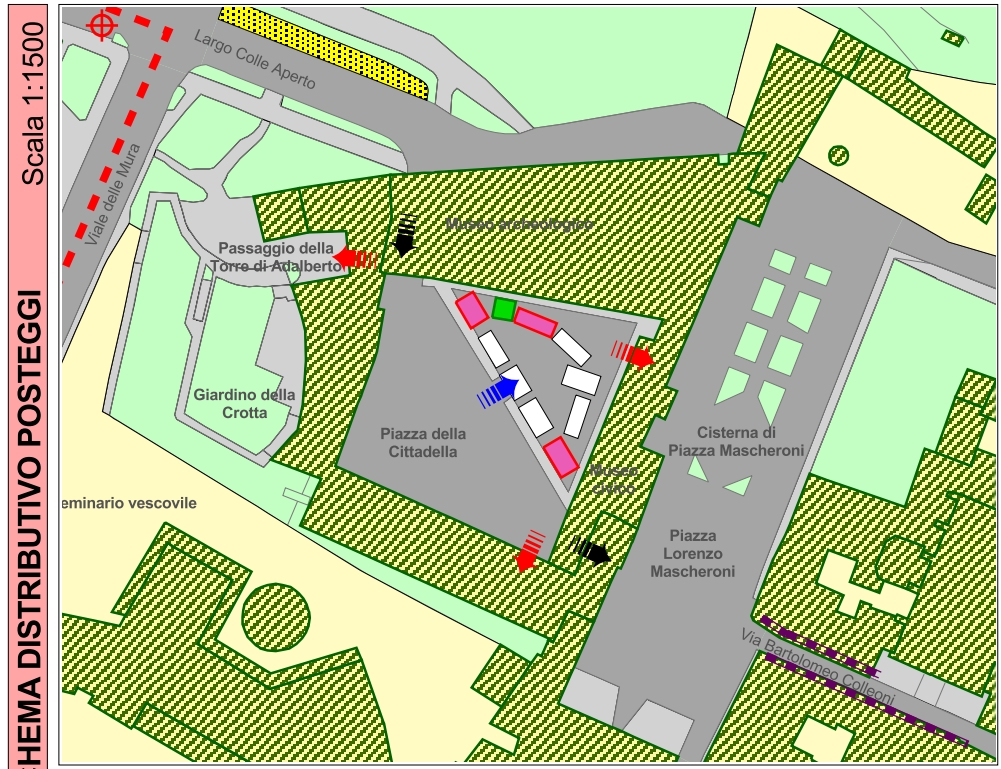 HEMA DISTRIBUTIVO POSTEGGI
Scala 1:1500
Largo Colle Aperto
Viale delle Mura
Museo archeologico
Passaggio della
Torre di Adalberto
Giardino della
Crotta
Piazza della
Cittadella
Cisterna di
Piazza Mascheroni
Museo
civico
eminario vescovile
Piazza
Lorenzo
Mascheroni
Via Bartolomeo Colleoni